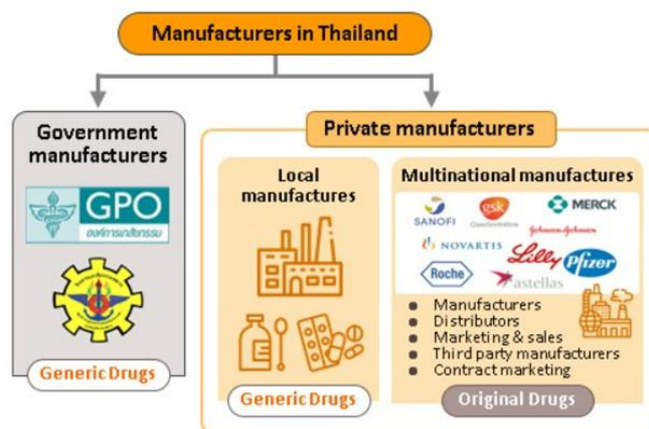 Manufacturers in Thailand
Government
manufacturers
GPO
องค์การเภสัชกรรม
Generic Drugs
Private manufacturers
Local
manufactures
Generic Drugs
Multinational manufactures
SANOFI
gsk
GlaxoSmithKline
MERCK
Johnson-Johnson
NOVARTIS
Lilly
Pfizer
Roche
astellas
Manufacturers
Distributors
Marketing & sales
Third party manufacturers
Contract marketing
Original Drugs